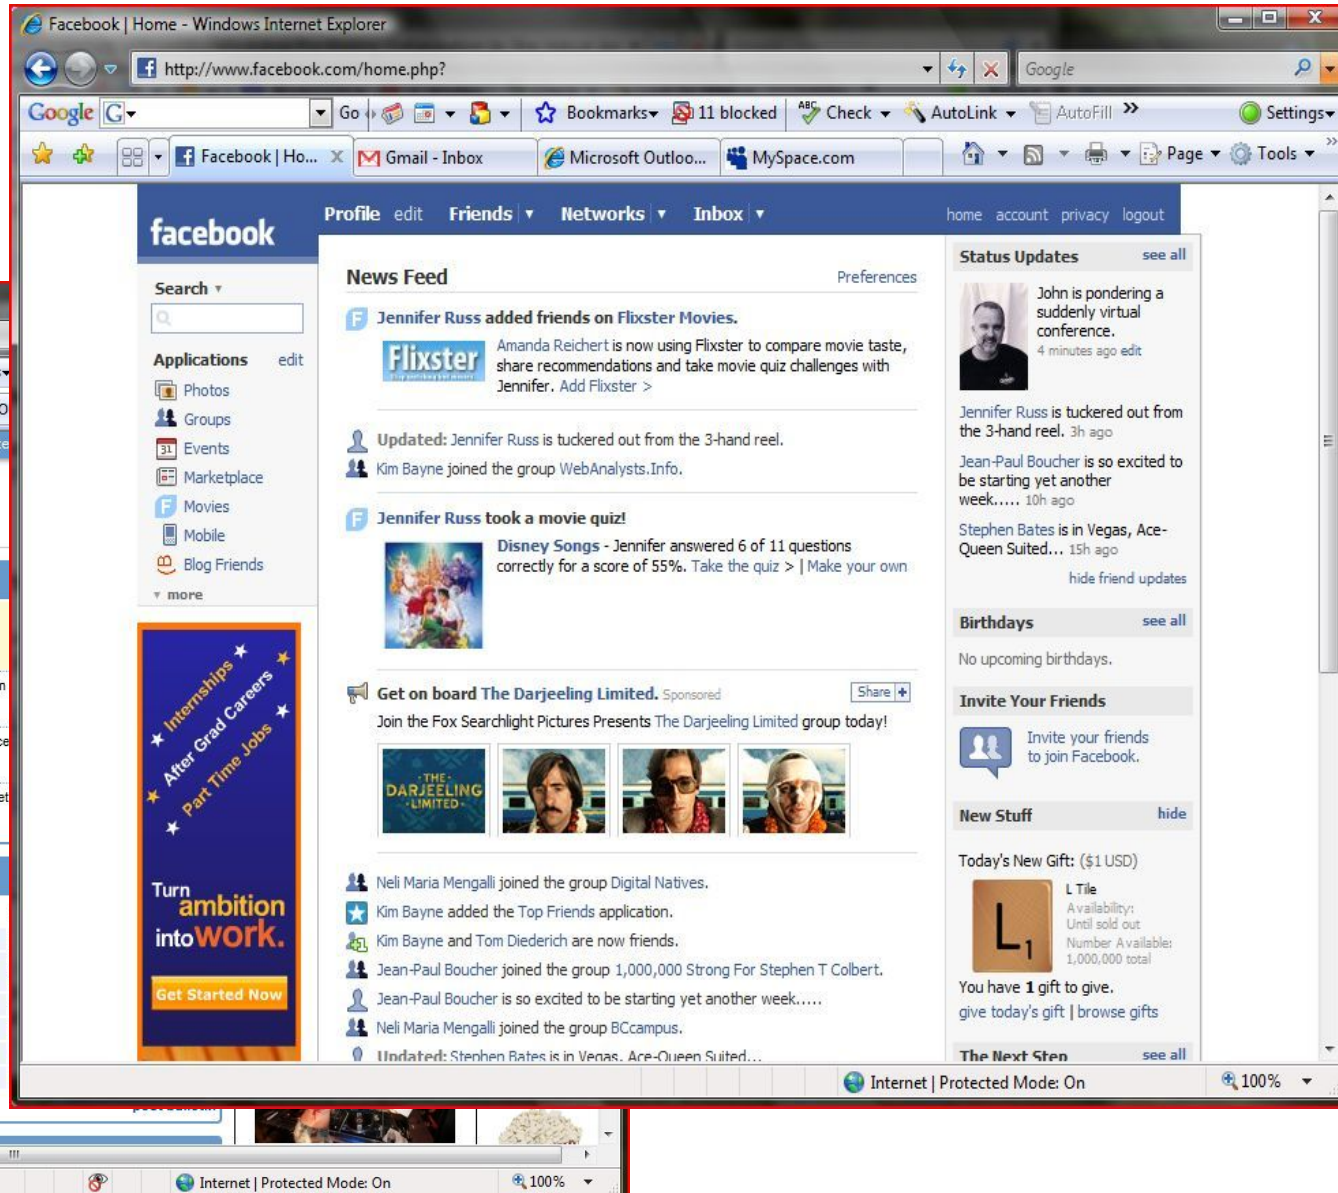 Facebook | Home - Windows Internet Explorer
http://www.facebook.com/home.php?
Google
Google G Go Bookmarks 11 blocked ABC Check AutoLink AutoFill >> Settings
Facebook | Ho... X Gmail - Inbox Microsoft Outloo... MySpace.com Page Tools >>
facebook
Profile edit Friends Networks Inbox home account privacy logout
Search
Applications edit
Photos
Groups
31 Events
Marketplace
Movies
Mobile
Blog Friends
more
Internships
After Grad Careers
Part Time Jobs
Turn
ambition
into work.
Get Started Now
News Feed Preferences
Jennifer Russ added friends on Flixster Movies.
Flixster
Amanda Reichert is now using Flixster to compare movie taste,
share recommendations and take movie quiz challenges with
Jennifer. Add Flixster >
Updated: Jennifer Russ is tuckered out from the 3-hand reel.
Kim Bayne joined the group WebAnalysts.Info.
Jennifer Russ took a movie quiz!
Disney Songs - Jennifer answered 6 of 11 questions
correctly for a score of 55%. Take the quiz > | Make your own
Get on board The Darjeeling Limited. Sponsored Share +
Join the Fox Searchlight Pictures Presents The Darjeeling Limited group today!
·THE·
DARJEELING
·LIMITED·
Neli Maria Mengalli joined the group Digital Natives.
Kim Bayne added the Top Friends application.
Kim Bayne and Tom Diederich are now friends.
Jean-Paul Boucher joined the group 1,000,000 Strong For Stephen T Colbert.
Jean-Paul Boucher is so excited to be starting yet another week.....
Neli Maria Mengalli joined the group BCcampus.
Updated: Stephen Bates is in Vegas, Ace-Queen Suited...
Status Updates see all
John is pondering a
suddenly virtual
conference.
4 minutes ago edit
Jennifer Russ is tuckered out from
the 3-hand reel. 3h ago
Jean-Paul Boucher is so excited to
be starting yet another
week..... 10h ago
Stephen Bates is in Vegas, Ace-
Queen Suited... 15h ago
hide friend updates
Birthdays see all
No upcoming birthdays.
Invite Your Friends
Invite your friends
to join Facebook.
New Stuff hide
Today's New Gift: ($1 USD)
L1
L Tile
Availability:
Until sold out
Number Available:
1,000,000 total
You have 1 gift to give.
give today's gift | browse gifts
The Next Step see all
Internet | Protected Mode: On 100%
Internet | Protected Mode: On 100%